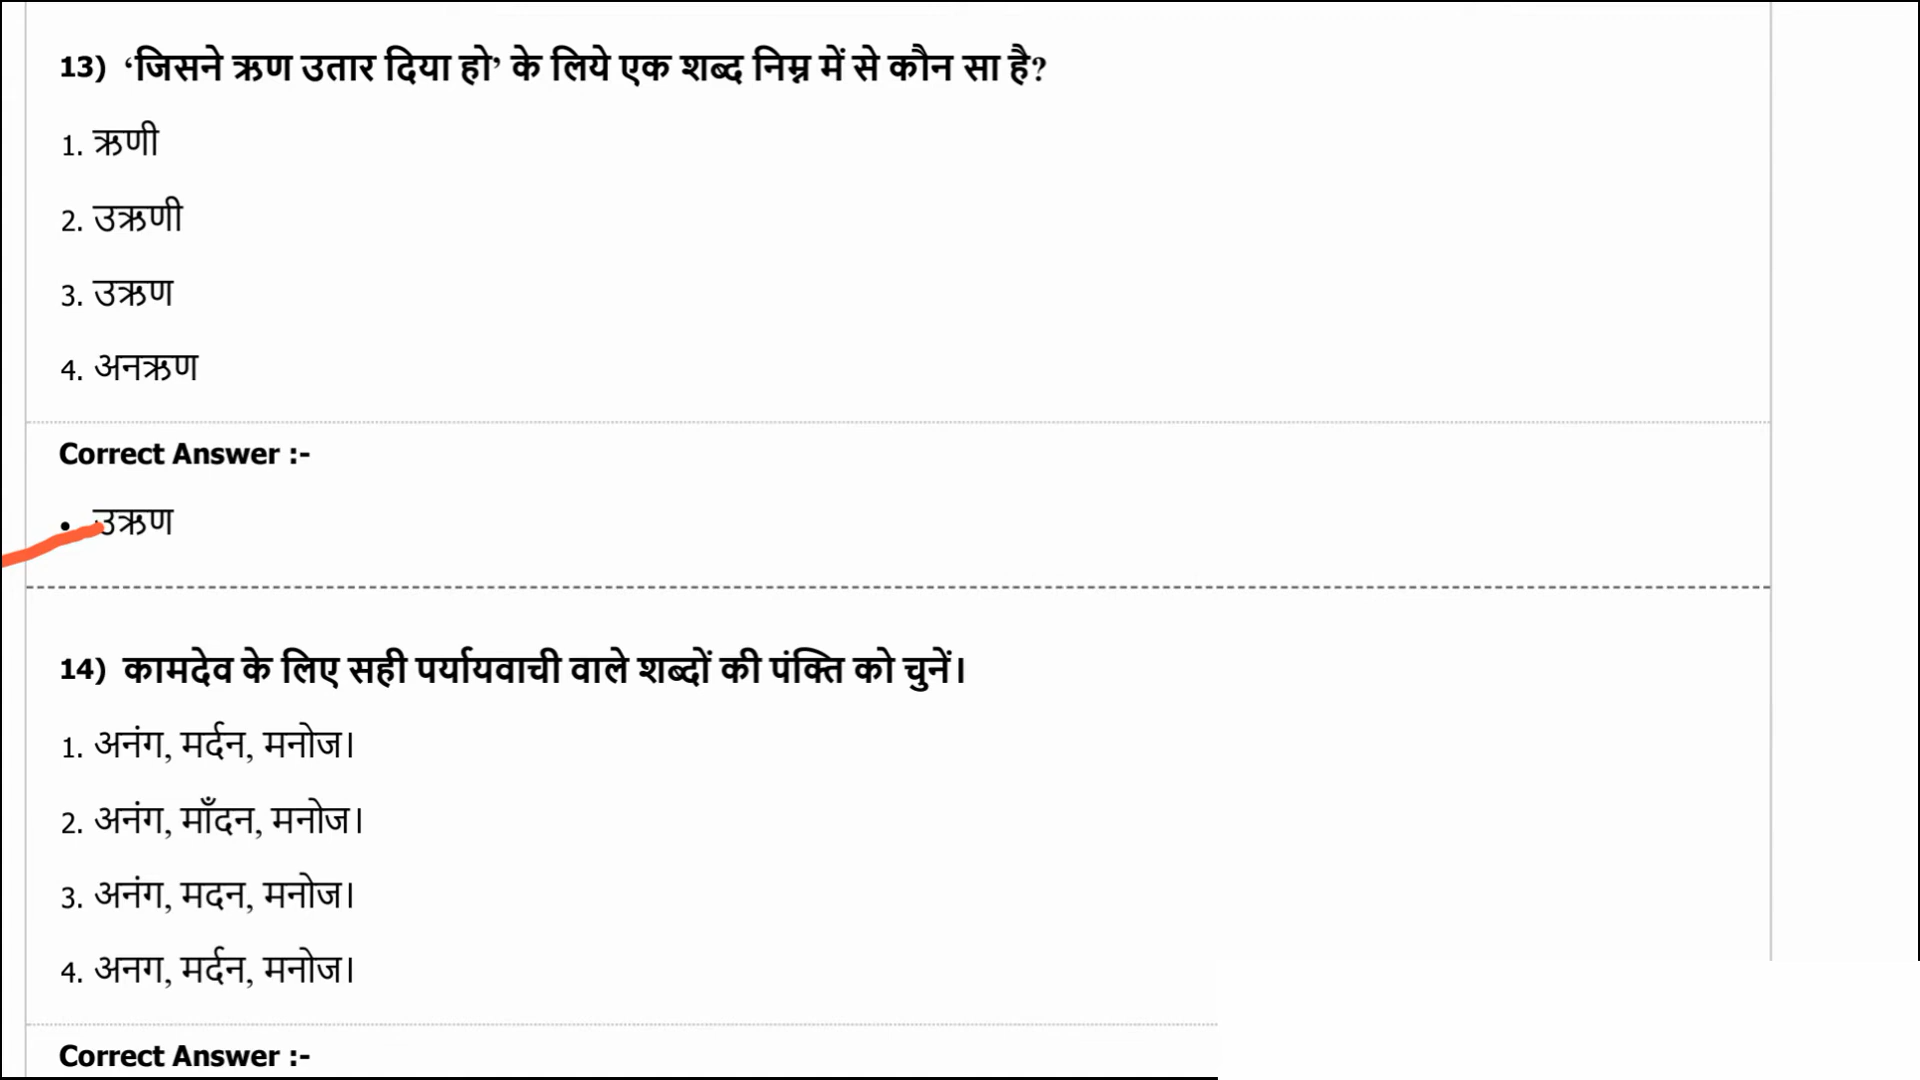 13) ‘जिसने ऋण उतार दिया हो’ के लिये एक शब्द निम्न में से कौन सा है?
1. ऋणी
2. उऋणी
3. उऋण
4. अनऋण
Correct Answer :-
• उऋण
14) कामदेव के लिए सही पर्यायवाची वाले शब्दों की पंक्ति को चुनें।
1. अनंग, मर्दन, मनोज।
2. अनंग, माँदन, मनोज।
3. अनंग, मदन, मनोज।
4. अनग, मर्दन, मनोज।
Correct Answer :-